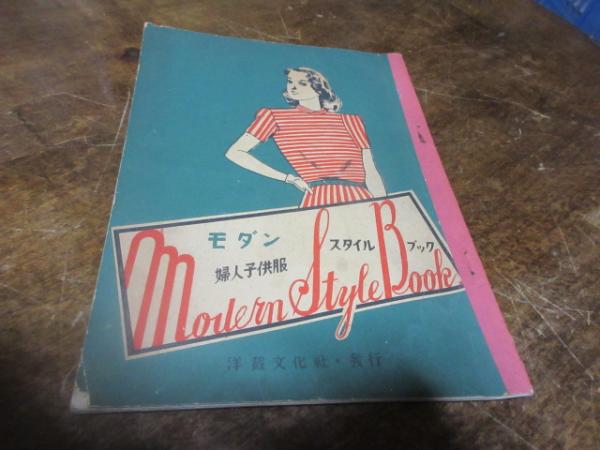 モダン スタイル ブック
婦人子供服
Modern Style Book
洋裁文化社・発行